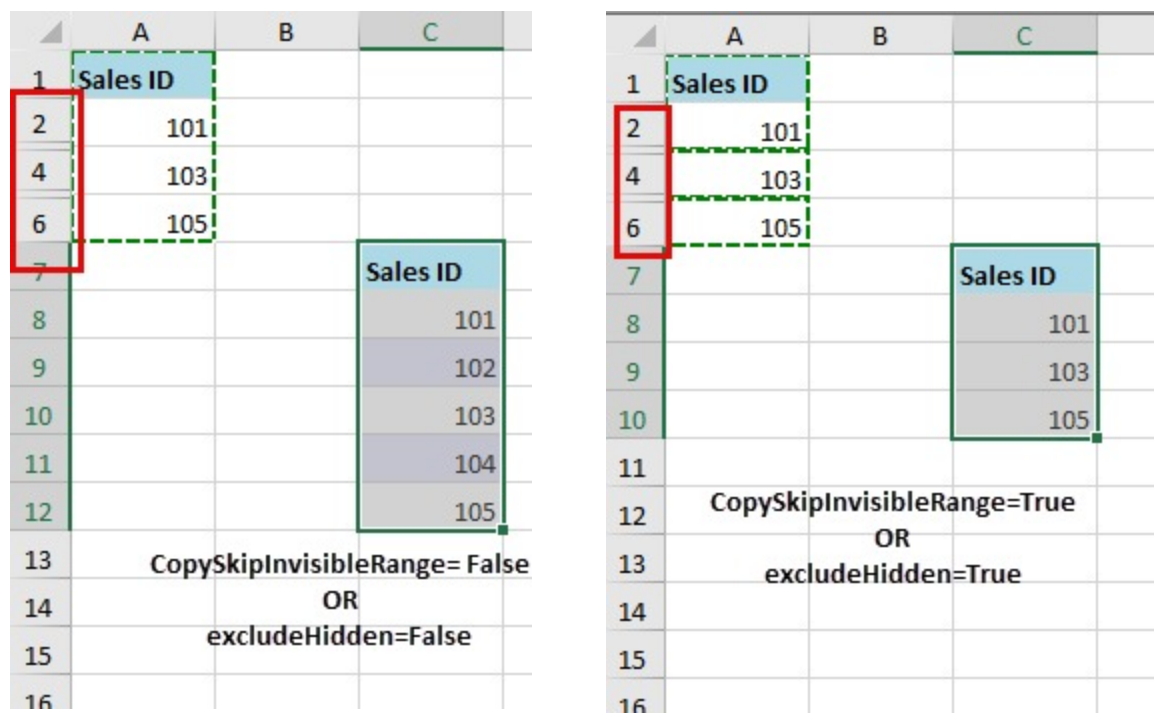 A B C
1 Sales ID
2 101
4 103
6 105
7 Sales ID
8 101
9 102
10 103
11 104
12 105
13 CopySkipInvisibleRange= False
14 OR
15 excludeHidden=False
16
A B C
1 Sales ID
2 101
4 103
6 105
7 Sales ID
8 101
9 103
10 105
11
12 CopySkipInvisibleRange=True
OR
13 excludeHidden=True
14
15
16